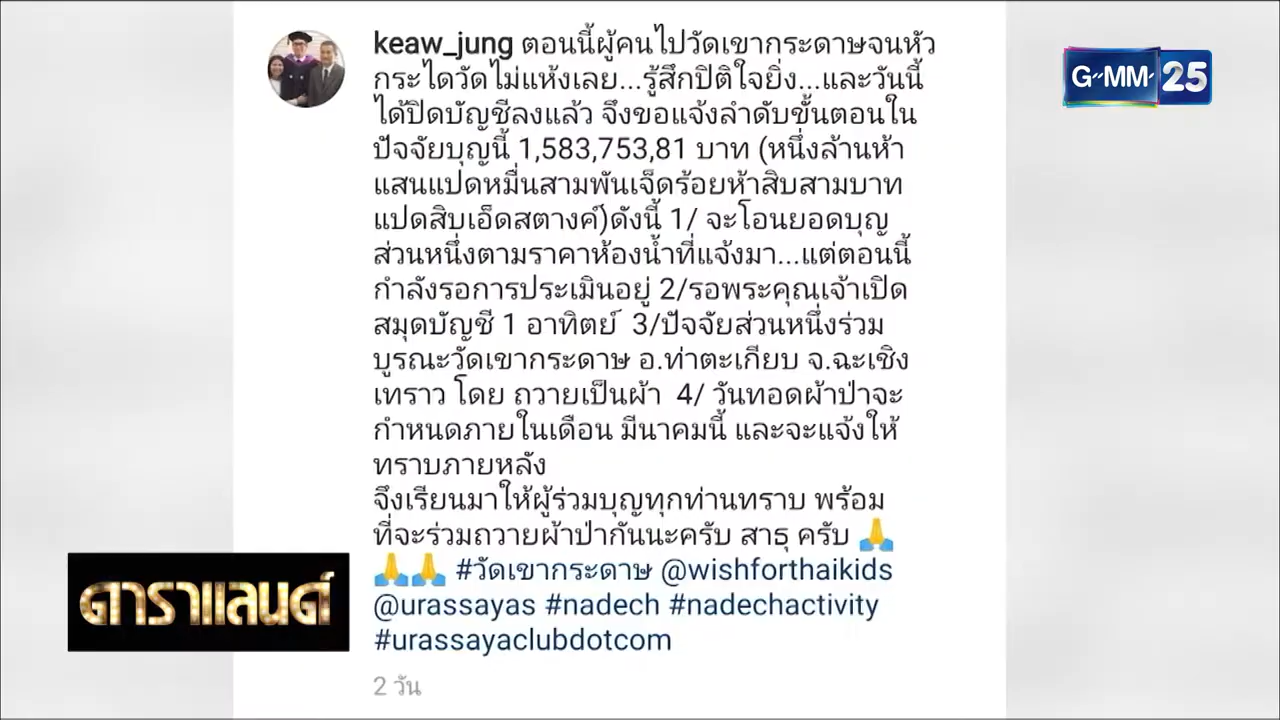 keaw_jung ตอนนี้ผู้คนไปวัดเขากระดาษจนหัว
กระไดวัดไม่แห้งเลย...รู้สึกปิติใจยิ่ง...และวันนี้
ได้ปิดบัญชีลงแล้ว จึงขอแจ้งลำดับขั้นตอนใน
ปัจจัยบุญนี้ 1,583,753,81 บาท (หนึ่งล้านห้า
แสนแปดหมื่นสามพันเจ็ดร้อยห้าสิบสามบาท
แปดสิบเอ็ดสตางค์)ดังนี้ 1/ จะโอนยอดบุญ
ส่วนหนึ่งตามราคาห้องน้ำที่แจ้งมา...แต่ตอนนี้
กำลังรอการประเมินอยู่ 2/รอพระคุณเจ้าเปิด
สมุดบัญชี 1 อาทิตย์ 3/ปัจจัยส่วนหนึ่งร่วม
บูรณะวัดเขากระดาษ อ.ท่าตะเกียบ จ.ฉะเชิง
เทราว โดย ถวายเป็นผ้า 4/ วันทอดผ้าป่าจะ
กำหนดภายในเดือน มีนาคมนี้ และจะแจ้งให้
ทราบภายหลัง
จึงเรียนมาให้ผู้ร่วมบุญทุกท่านทราบ พร้อม
ที่จะร่วมถวายผ้าป่ากันนะครับ สาธุ ครับ 🙏
🙏🙏 #วัดเขากระดาษ @wishforthaikids
@urassayas #nadech #nadechactivity
#urassayaclubdotcom
2 วัน
G-MM 25
ดาราแลนด์